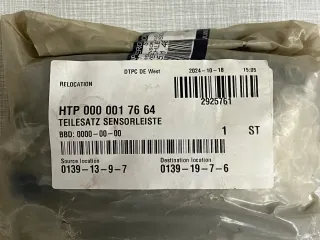 DTPC DE West 2024-10-18 15:05
RELOCATION
2925761
HTP 000 001 76 64
TEILESATZ SENSORLEISTE
BBD: 0000-00-00
1 ST
Source location Destination location
0139-13-9-7 0139-19-7-6